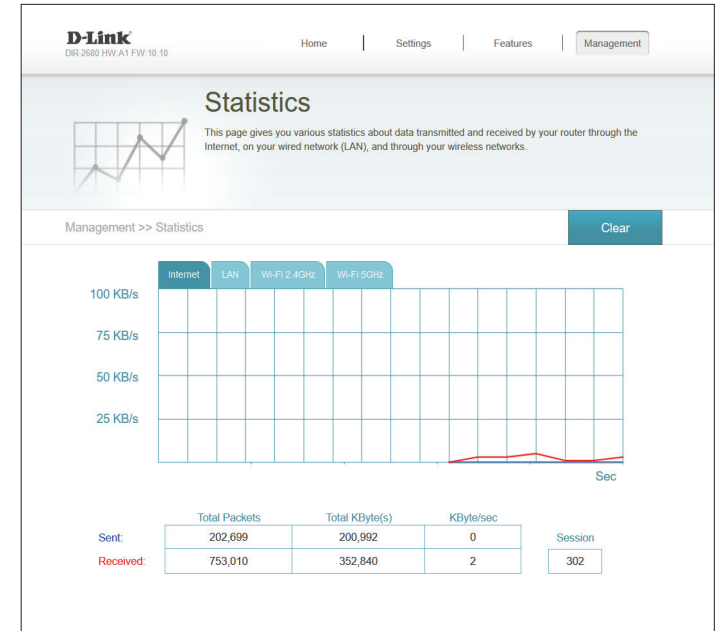 D-Link
DIR-2680 HW:A1 FW:10.10
Home | Settings | Features | Management
Statistics
This page gives you various statistics about data transmitted and received by your router through the
Internet, on your wired network (LAN), and through your wireless networks.
Management >> Statistics
Clear
Internet LAN Wi-Fi 2.4GHz Wi-Fi 5GHz
100 KB/s
75 KB/s
50 KB/s
25 KB/s
Sec
Total Packets Total KByte(s) KByte/sec
Sent: 202,699 200,992 0 Session
Received: 753,010 352,840 2 302